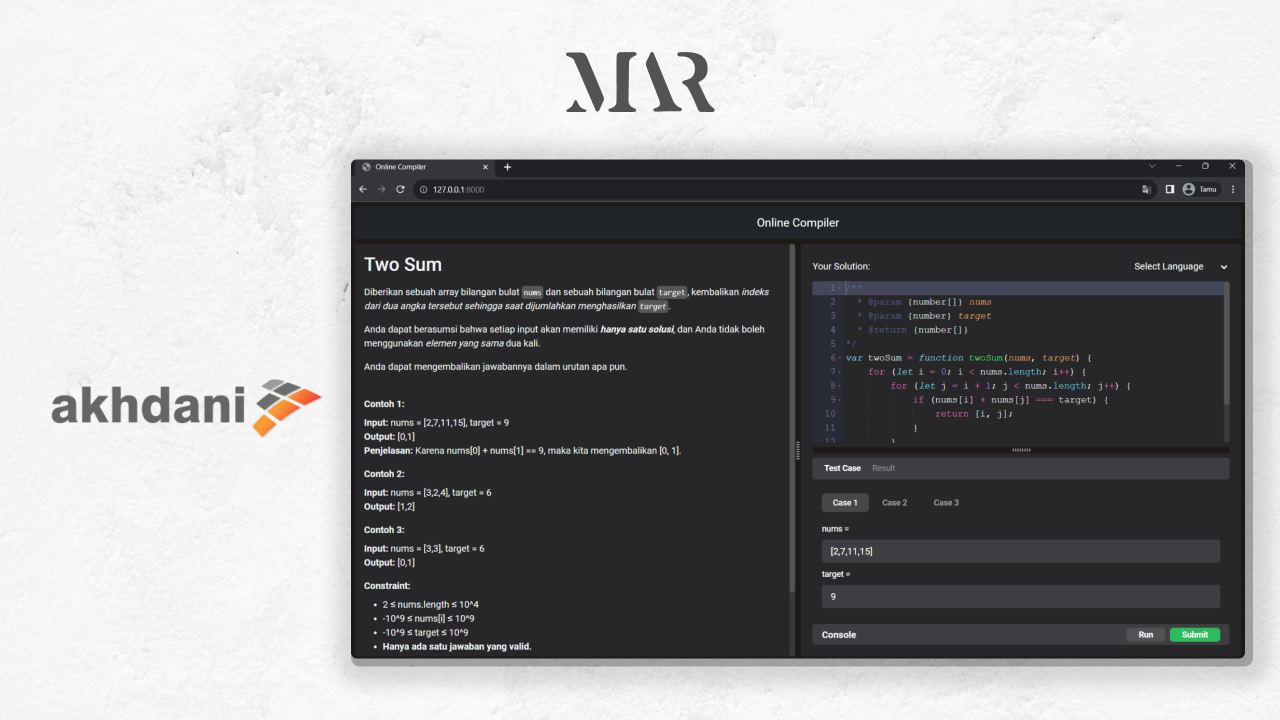 MAR
akhdani
Online Compiler
127.0.0.1:8000
Tamu
Online Compiler
Two Sum
Diberikan sebuah array bilangan bulat nums dan sebuah bilangan bulat target, kembalikan indeks
dari dua angka tersebut sehingga saat dijumlahkan menghasilkan target.
Anda dapat berasumsi bahwa setiap input akan memiliki hanya satu solusi, dan Anda tidak boleh
menggunakan elemen yang sama dua kali.
Anda dapat mengembalikan jawabannya dalam urutan apa pun.
Contoh 1:
Input: nums = [2,7,11,15], target = 9
Output: [0,1]
Penjelasan: Karena nums[0] + nums[1] == 9, maka kita mengembalikan [0, 1].
Contoh 2:
Input: nums = [3,2,4], target = 6
Output: [1,2]
Contoh 3:
Input: nums = [3,3], target = 6
Output: [0,1]
Constraint:
• 2 ≤ nums.length ≤ 10^4
• -10^9 ≤ nums[i] ≤ 10^9
• -10^9 ≤ target ≤ 10^9
• Hanya ada satu jawaban yang valid.
Your Solution:
Select Language
1 /**
2 * @param {number[]} nums
3 * @param {number} target
4 * @return {number[]}
5 */
6 var twoSum = function twoSum(nums, target) {
7 for (let i = 0; i < nums.length; i++) {
8 for (let j = i + 1; j < nums.length; j++) {
9 if (nums[i] + nums[j] === target) {
10 return [i, j];
11 }
12 }
Test Case Result
Case 1 Case 2 Case 3
nums =
[2,7,11,15]
target =
9
Console Run Submit